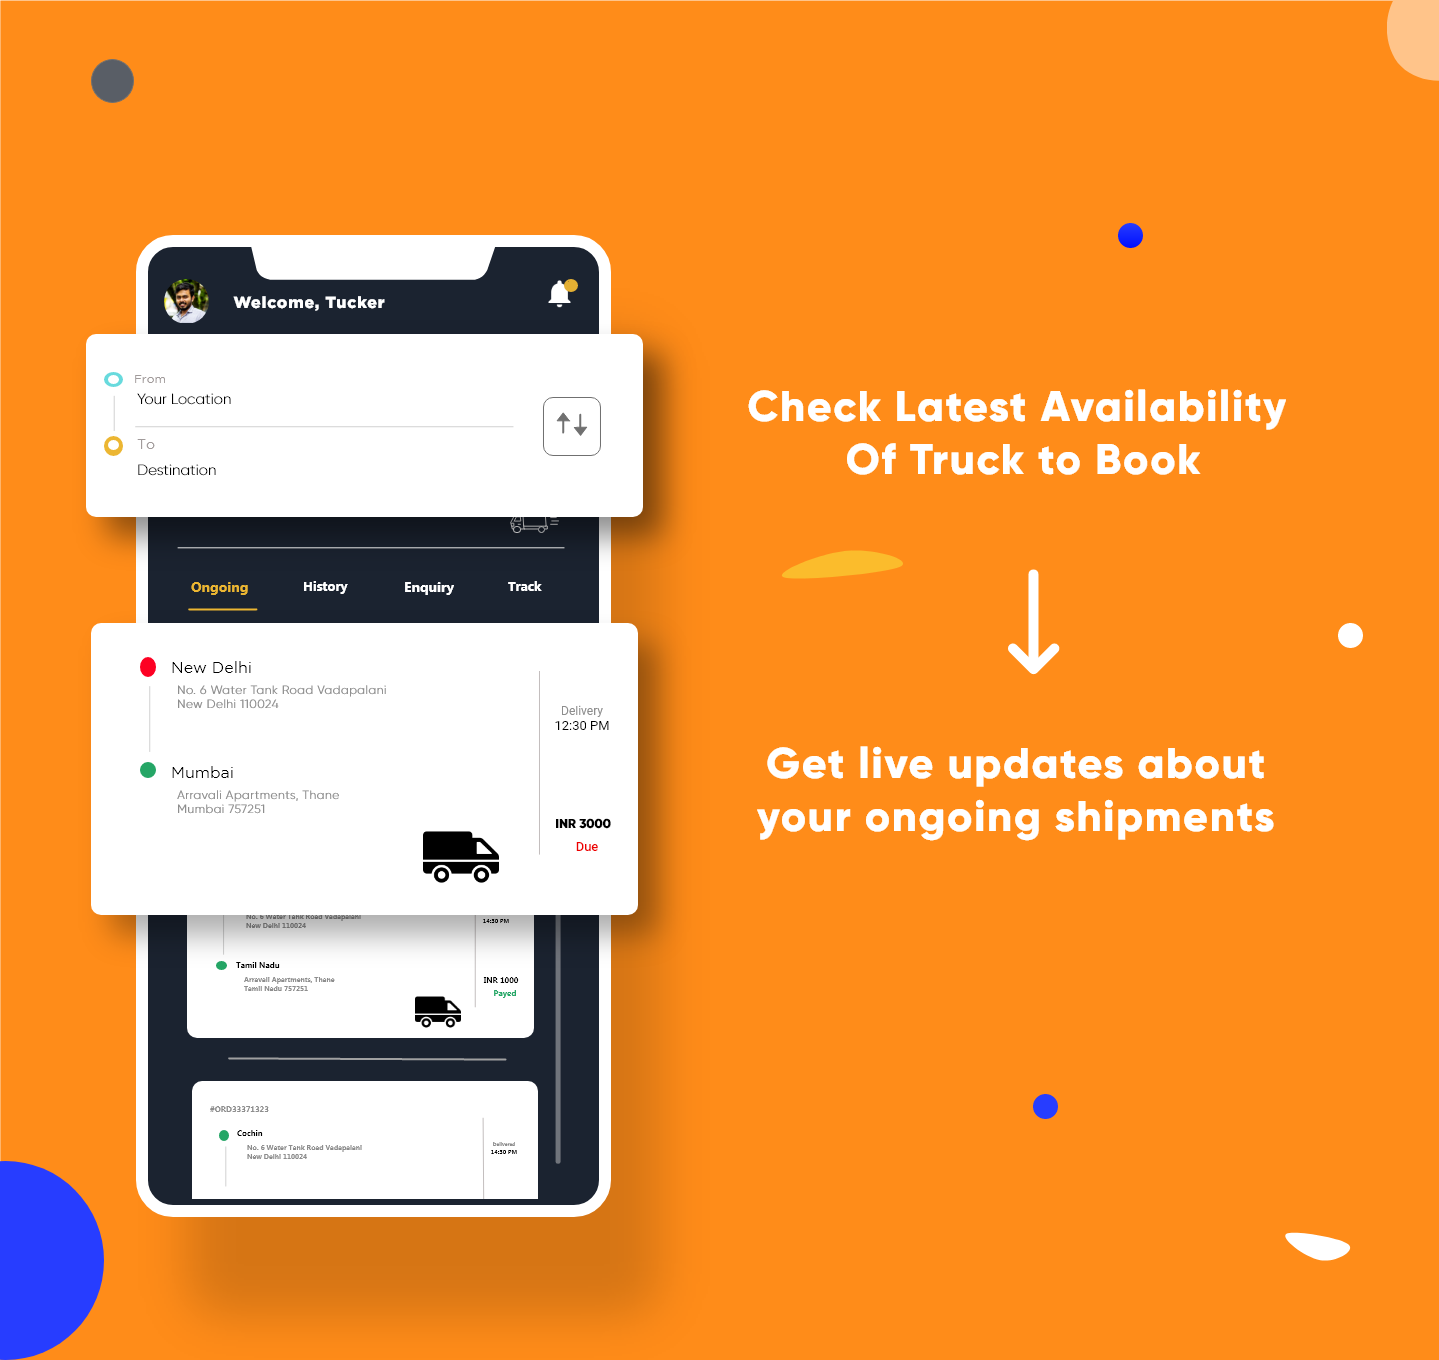 Welcome, Tucker
From
Your Location
To
Destination
Ongoing
History
Enquiry
Track
New Delhi
No. 6 Water Tank Road Vadapalani
New Delhi 110024
Delivery
12:30 PM
Mumbai
Arravali Apartments, Thane
Mumbai 757251
INR 3000
Due
No. 6 Water Tank Road Vadapalani
New Delhi 110024
14:30 PM
Tamil Nadu
Arravali Apartments, Thane
Tamil Nadu 757251
INR 1000
Payed
#ORD33371323
Cochin
No. 6 Water Tank Road Vadapalani
New Delhi 110024
Delivered
14:30 PM
Check Latest Availability
Of Truck to Book
Get live updates about
your ongoing shipments